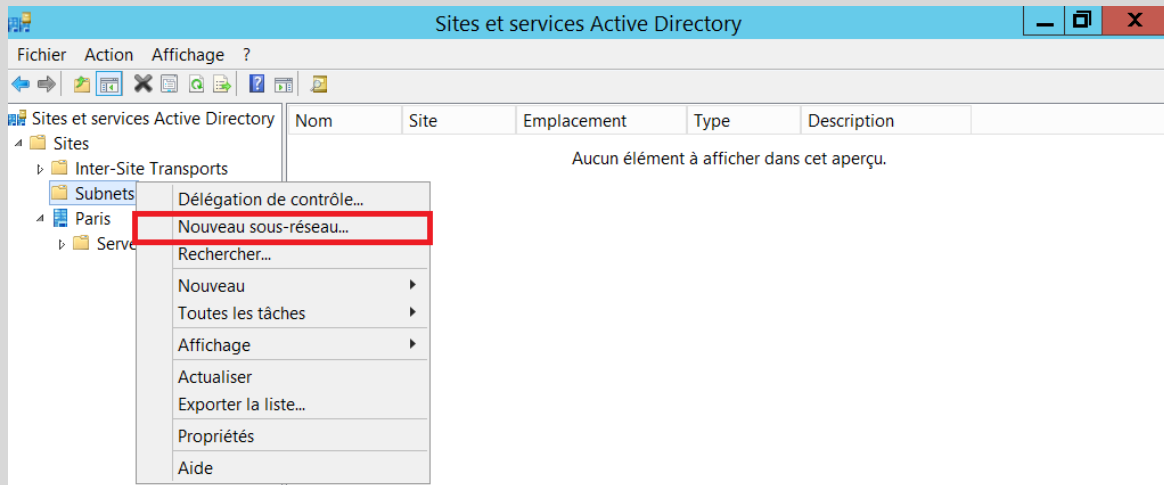 Sites et services Active Directory
Fichier Action Affichage ?
Sites et services Active Directory
Nom Site Emplacement Type Description
Sites
Aucun élément à afficher dans cet aperçu.
Inter-Site Transports
Subnets
Paris
Serve
Délégation de contrôle...
Nouveau sous-réseau...
Rechercher...
Nouveau
Toutes les tâches
Affichage
Actualiser
Exporter la liste...
Propriétés
Aide